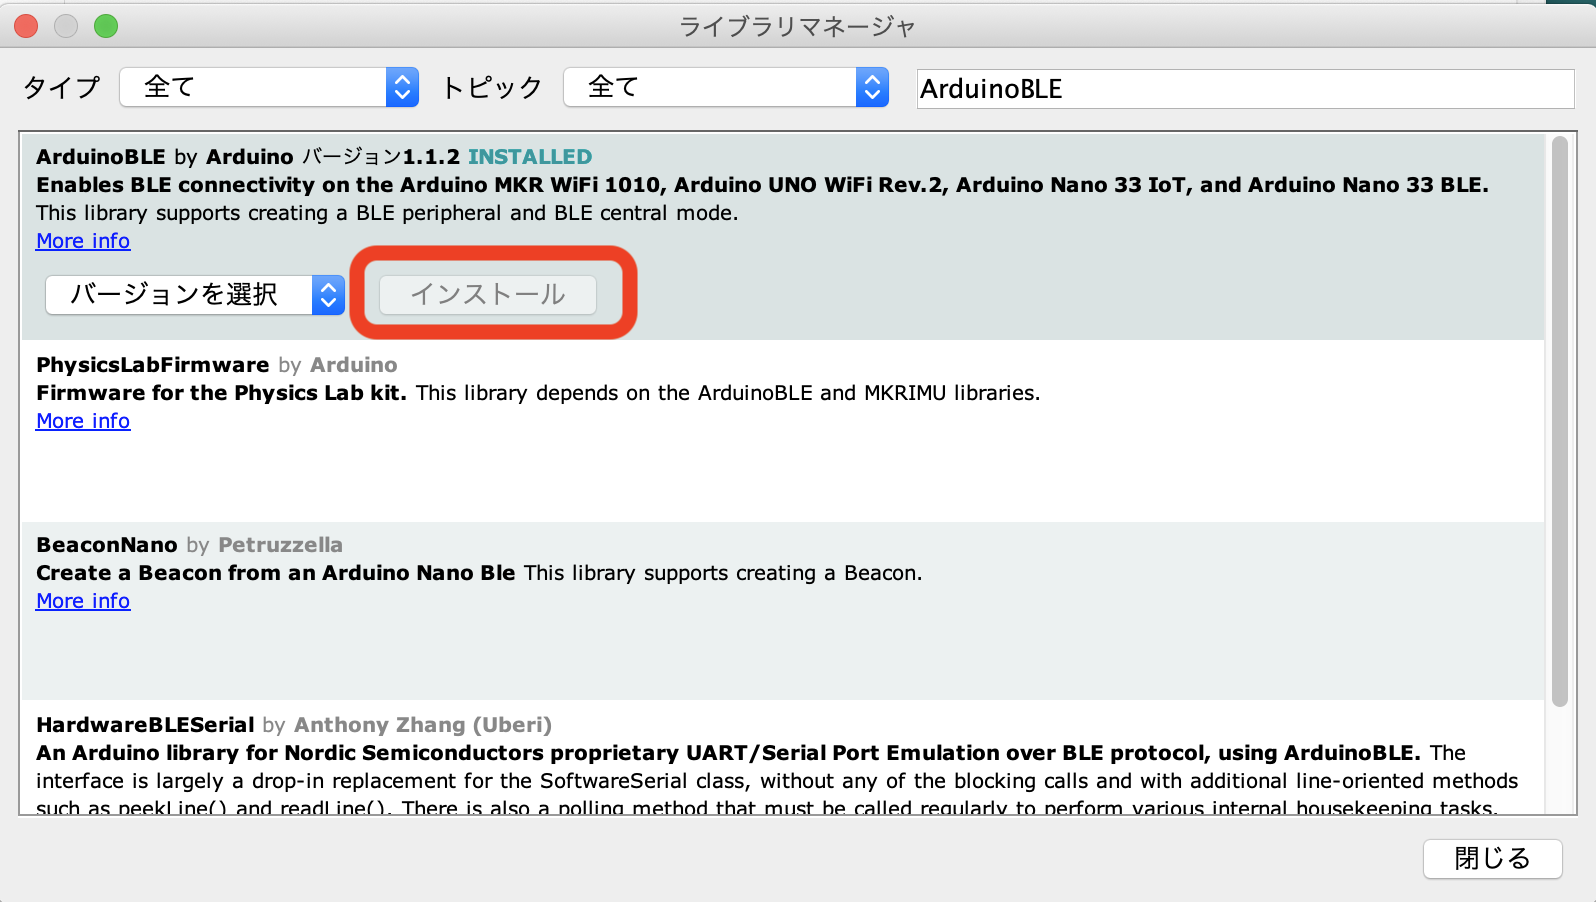 ライブラリマネージャ
タイプ 全て トピック 全て ArduinoBLE
ArduinoBLE by Arduino バージョン1.1.2 INSTALLED
Enables BLE connectivity on the Arduino MKR WiFi 1010, Arduino UNO WiFi Rev.2, Arduino Nano 33 IoT, and Arduino Nano 33 BLE.
This library supports creating a BLE peripheral and BLE central mode.
More info
バージョンを選択 インストール
PhysicsLabFirmware by Arduino
Firmware for the Physics Lab kit. This library depends on the ArduinoBLE and MKRIMU libraries.
More info
BeaconNano by Petruzzella
Create a Beacon from an Arduino Nano Ble This library supports creating a Beacon.
More info
HardwareBLESerial by Anthony Zhang (Uberi)
An Arduino library for Nordic Semiconductors proprietary UART/Serial Port Emulation over BLE protocol, using ArduinoBLE. The
interface is largely a drop-in replacement for the SoftwareSerial class, without any of the blocking calls and with additional line-oriented methods
such as peekLine() and readLine(). There is also a polling method that must be called regularly to perform various internal housekeeping tasks.
閉じる